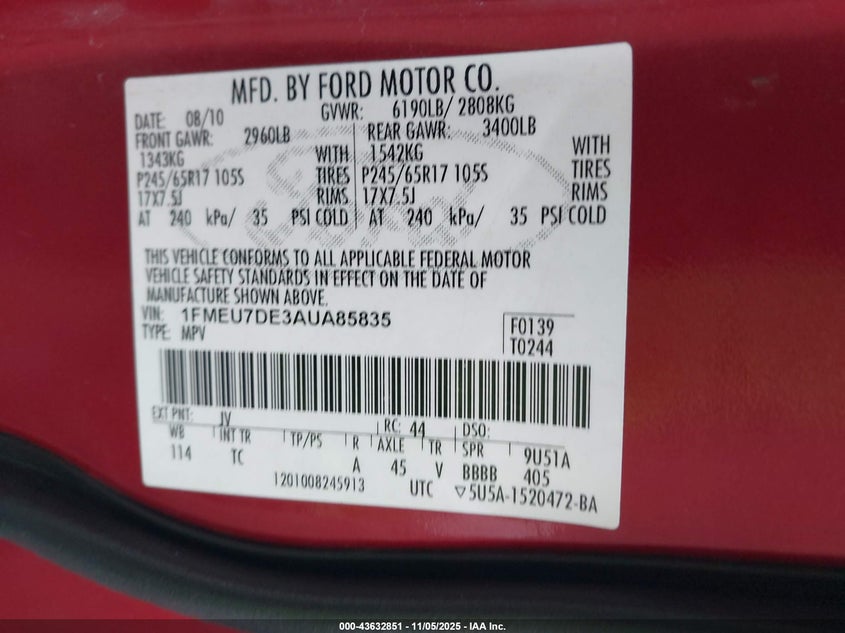 MFD. BY FORD MOTOR CO.
DATE: 08/10 GVWR: 6190LB/ 2808KG
FRONT GAWR: 2960LB REAR GAWR: 3400LB
1343KG WITH 1542KG WITH
P245/65R17 105S TIRES P245/65R17 105S TIRES
17X7.5J RIMS 17X7.5J RIMS
AT 240 kPa/ 35 PSI COLD AT 240 kPa/ 35 PSI COLD
THIS VEHICLE CONFORMS TO ALL APPLICABLE FEDERAL MOTOR
VEHICLE SAFETY STANDARDS IN EFFECT ON THE DATE OF
MANUFACTURE SHOWN ABOVE.
VIN: 1FMEU7DE3AUA85835
TYPE: MPV
F0139
T0244
EXT PNT: JV RC: 44 DSO:
WB INT TR TP/PS R AXLE TR SPR 9U51A
114 TC A 45 V BBBB 405
1201008245913 UTC ▽5U5A-1520472-BA
000-43632851 - 11/05/2025 - IAA Inc.